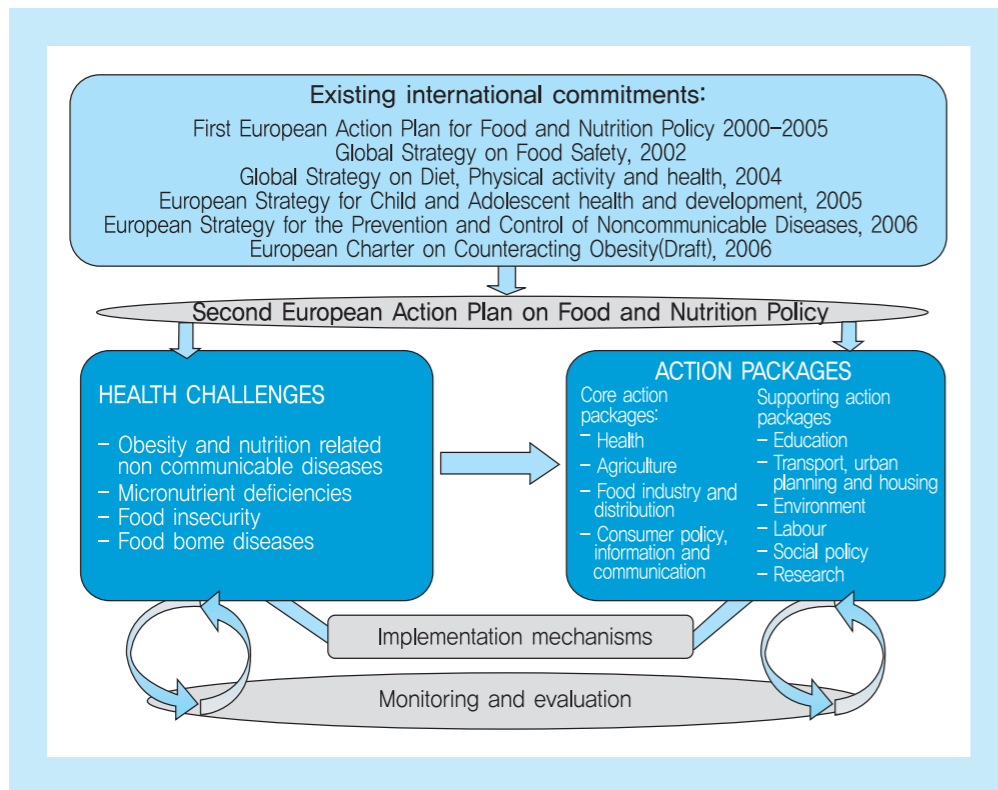 Existing international commitments:
First European Action Plan for Food and Nutrition Policy 2000–2005
Global Strategy on Food Safety, 2002
Global Strategy on Diet, Physical activity and health, 2004
European Strategy for Child and Adolescent health and development, 2005
European Strategy for the Prevention and Control of Noncommunicable Diseases, 2006
European Charter on Counteracting Obesity(Draft), 2006
Second European Action Plan on Food and Nutrition Policy
HEALTH CHALLENGES
– Obesity and nutrition related
non communicable diseases
– Micronutrient deficiencies
– Food insecurity
– Food bome diseases
ACTION PACKAGES
Core action
packages:
– Health
– Agriculture
– Food industry and
distribution
– Consumer policy,
information and
communication
Supporting action
packages
– Education
– Transport, urban
planning and housing
– Environment
– Labour
– Social policy
– Research
Implementation mechanisms
Monitoring and evaluation